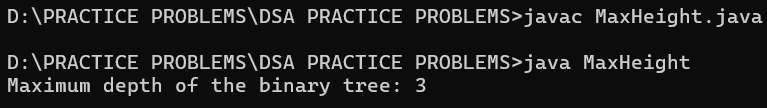 D:\PRACTICE PROBLEMS\DSA PRACTICE PROBLEMS>javac MaxHeight.java
D:\PRACTICE PROBLEMS\DSA PRACTICE PROBLEMS>java MaxHeight
Maximum depth of the binary tree: 3